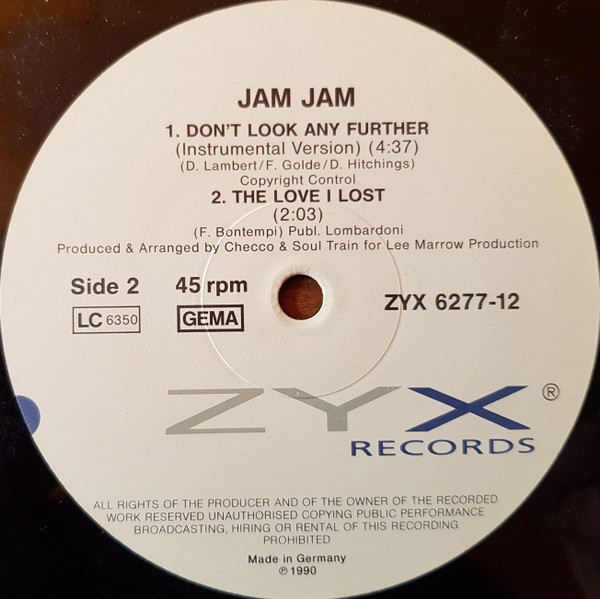 JAM JAM
1. DON'T LOOK ANY FURTHER
(Instrumental Version) (4:37)
(D. Lambert/F. Golde/D. Hitchings)
Copyright Control
2. THE LOVE I LOST
(2:03)
(F. Bontempi) Publ. Lombardoni
Produced & Arranged by Checco & Soul Train for Lee Marrow Production
Side 2 45 rpm ZYX 6277-12
LC 6350 GEMA
ZYX ®
RECORDS
ALL RIGHTS OF THE PRODUCER AND OF THE OWNER OF THE RECORDED
WORK RESERVED UNAUTHORISED COPYING PUBLIC PERFORMANCE
BROADCASTING, HIRING OR RENTAL OF THIS RECORDING
PROHIBITED
Made in Germany
℗ 1990